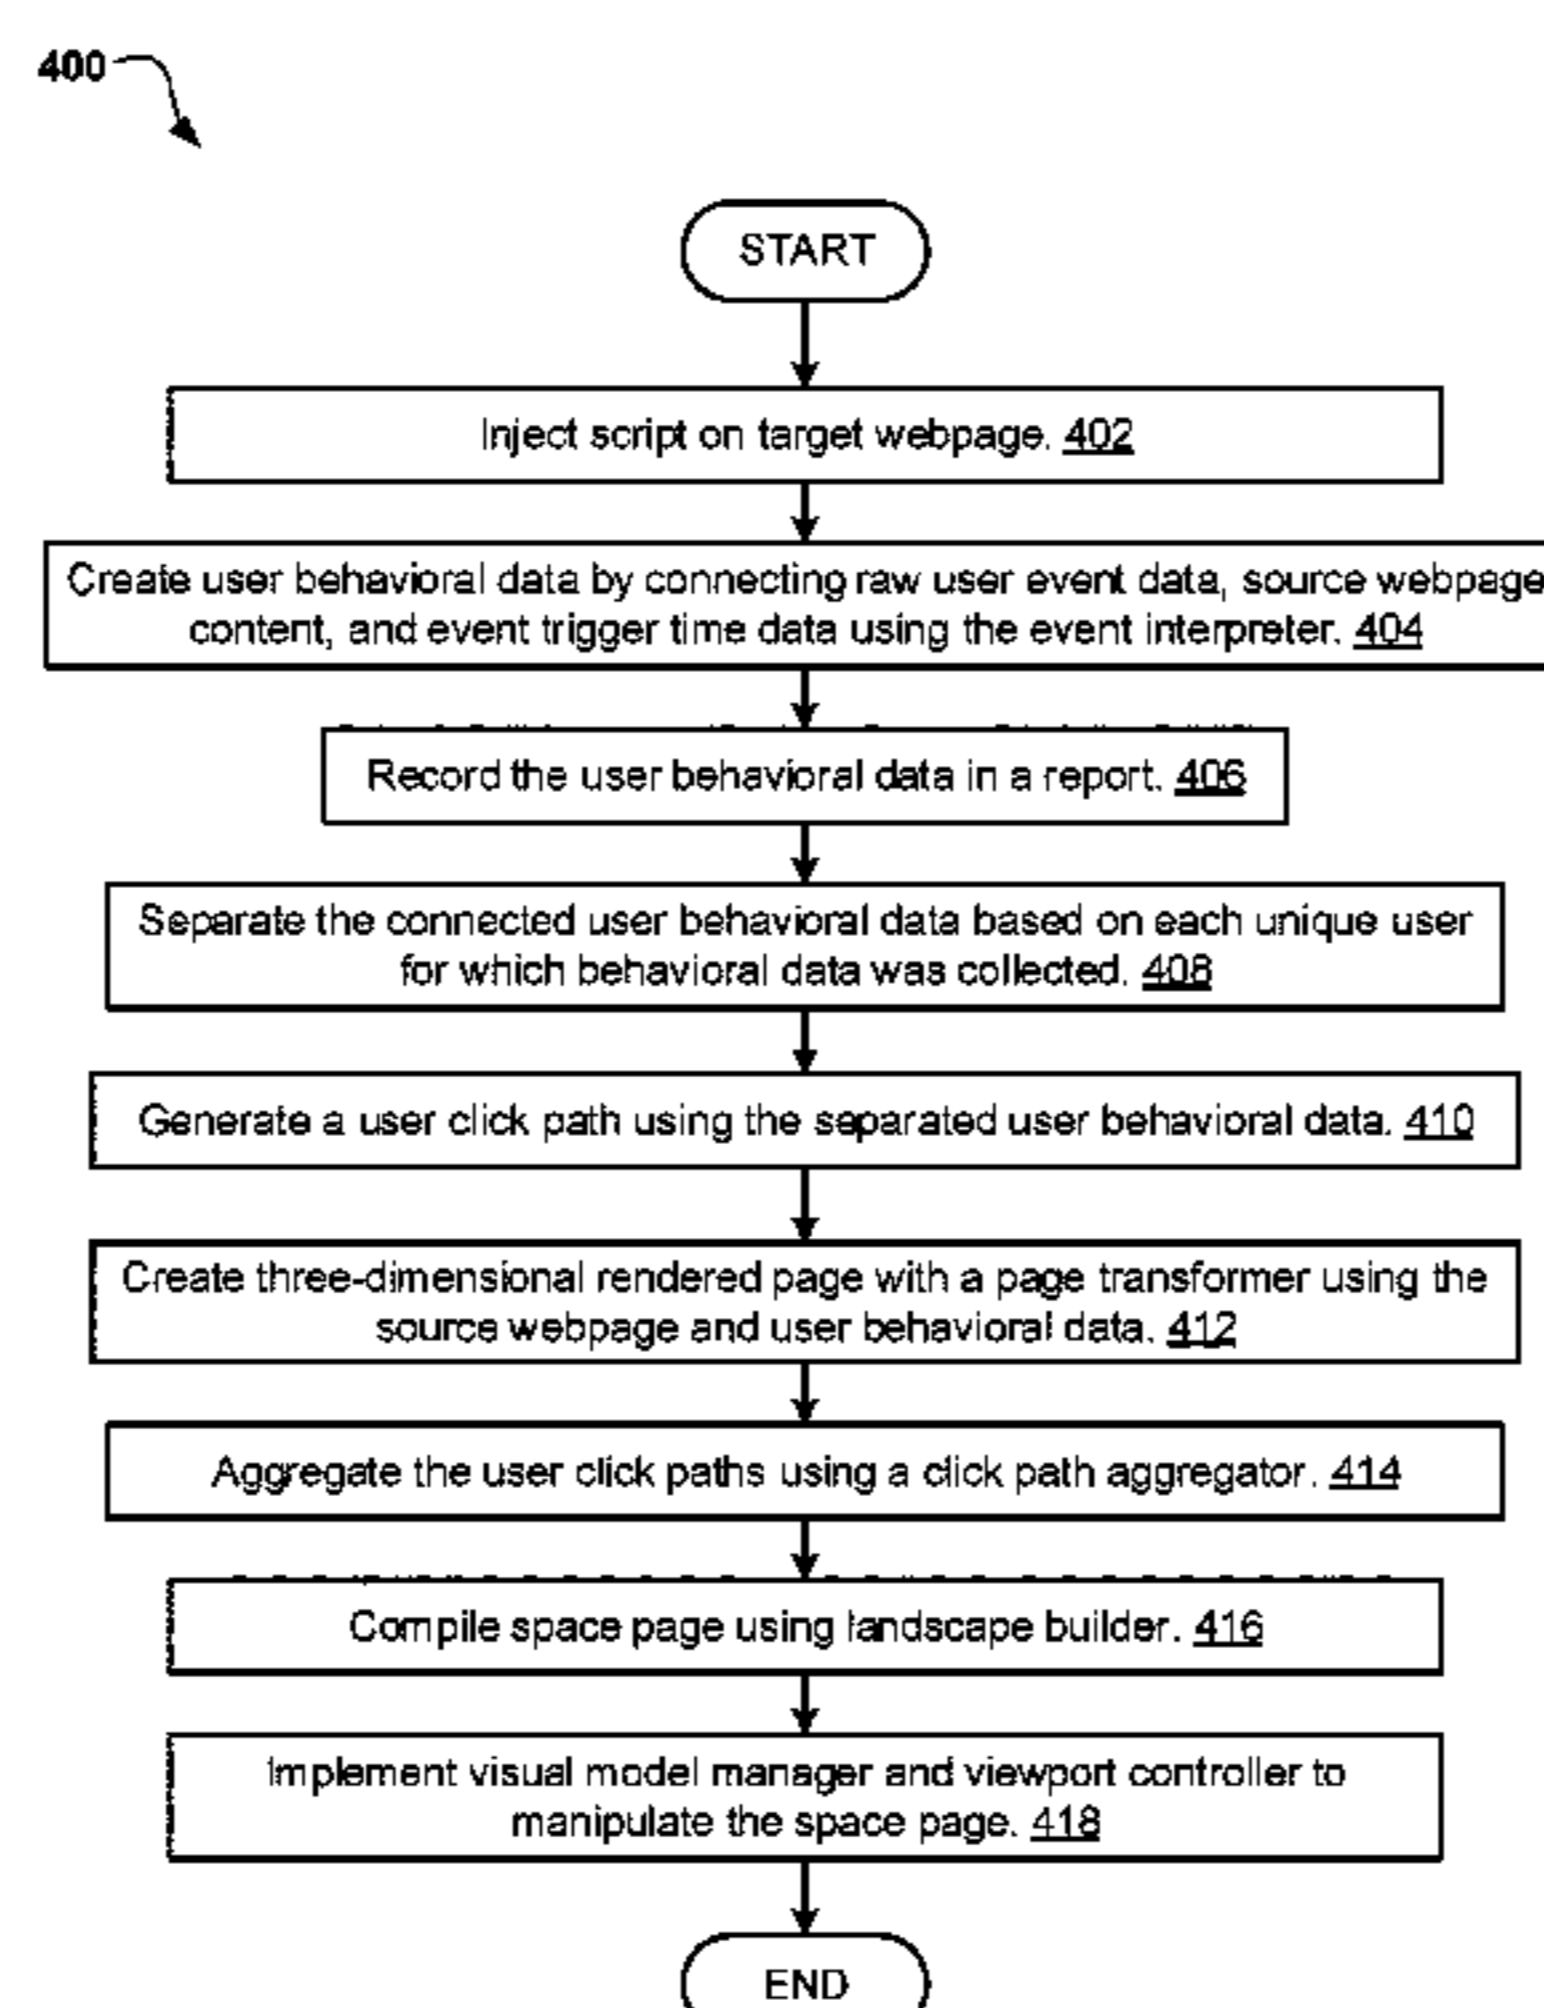 400
START
Inject script on target webpage. 402
Create user behavioral data by connecting raw user event data, source webpage
content, and event trigger time data using the event interpreter. 404
Record the user behavioral data in a report. 406
Separate the connected user behavioral data based on each unique user
for which behavioral data was collected. 408
Generate a user click path using the separated user behavioral data. 410
Create three-dimensional rendered page with a page transformer using the
source webpage and user behavioral data. 412
Aggregate the user click paths using a click path aggregator. 414
Compile space page using landscape builder. 416
Implement visual model manager and viewport controller to
manipulate the space page. 418
END